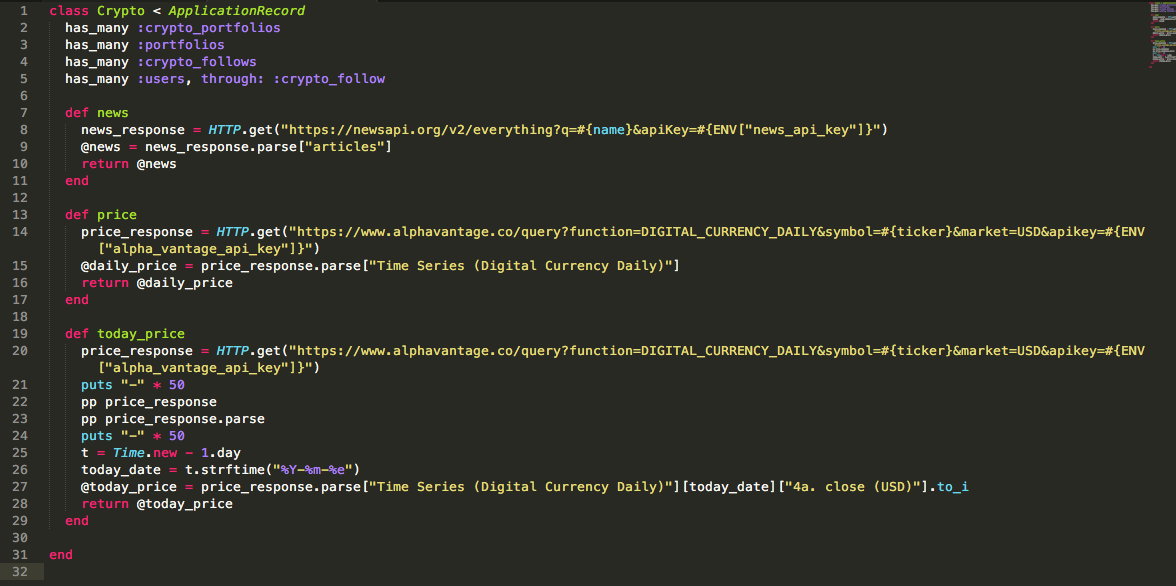 1 class Crypto < ApplicationRecord
2   has_many :crypto_portfolios
3   has_many :portfolios
4   has_many :crypto_follows
5   has_many :users, through: :crypto_follow
6
7   def news
8     news_response = HTTP.get("https://newsapi.org/v2/everything?q=#{name}&apiKey=#{ENV["news_api_key"]}")
9     @news = news_response.parse["articles"]
10     return @news
11   end
12
13   def price
14     price_response = HTTP.get("https://www.alphavantage.co/query?function=DIGITAL_CURRENCY_DAILY&symbol=#{ticker}&market=USD&apikey=#{ENV
["alpha_vantage_api_key"]}")
15     @daily_price = price_response.parse["Time Series (Digital Currency Daily)"]
16     return @daily_price
17   end
18
19   def today_price
20     price_response = HTTP.get("https://www.alphavantage.co/query?function=DIGITAL_CURRENCY_DAILY&symbol=#{ticker}&market=USD&apikey=#{ENV
["alpha_vantage_api_key"]}")
21     puts "-" * 50
22     pp price_response
23     pp price_response.parse
24     puts "-" * 50
25     t = Time.new - 1.day
26     today_date = t.strftime("%Y-%m-%e")
27     @today_price = price_response.parse["Time Series (Digital Currency Daily)"][today_date]["4a. close (USD)"].to_i
28     return @today_price
29   end
30
31 end
32